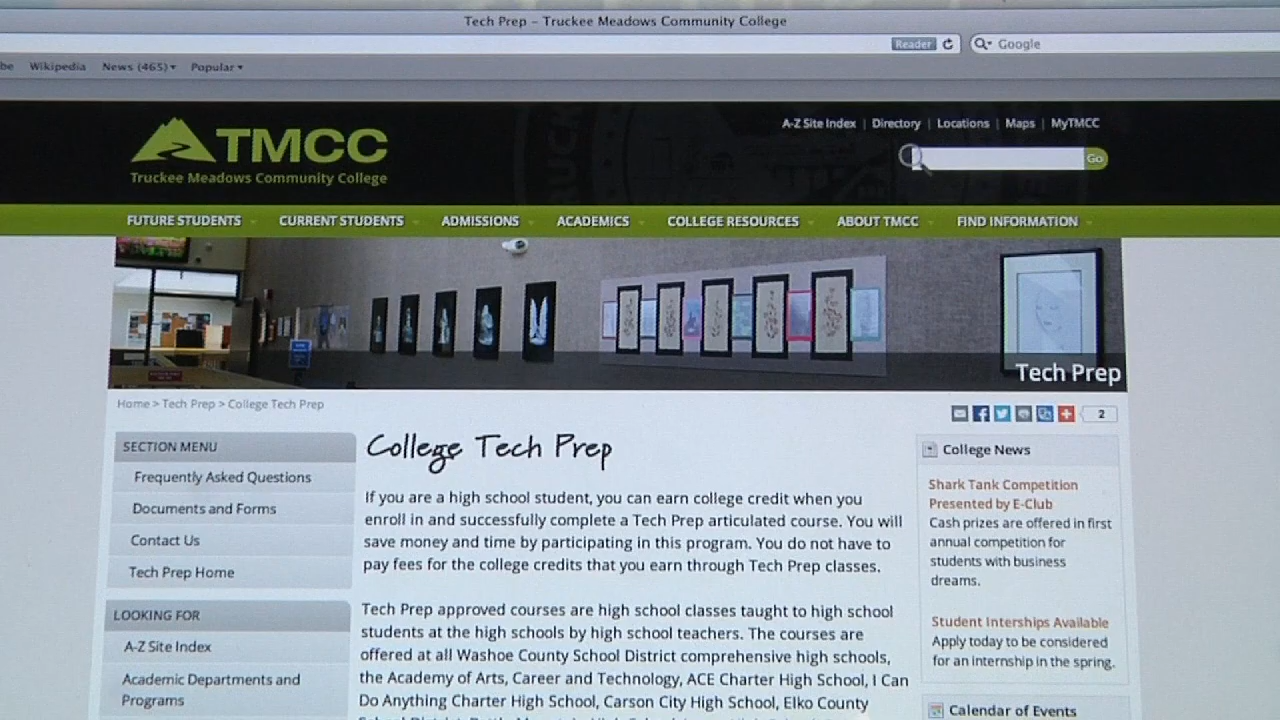 Tech Prep – Truckee Meadows Community College
Reader
Google
be Wikipedia News (465) Popular
A-Z Site Index | Directory | Locations | Maps | MyTMCC
TMCC
Truckee Meadows Community College
Go
FUTURE STUDENTS CURRENT STUDENTS ADMISSIONS ACADEMICS COLLEGE RESOURCES ABOUT TMCC FIND INFORMATION
Tech Prep
Home > Tech Prep > College Tech Prep
2
SECTION MENU
Frequently Asked Questions
Documents and Forms
Contact Us
Tech Prep Home
LOOKING FOR
A-Z Site Index
Academic Departments and
Programs
College Tech Prep
If you are a high school student, you can earn college credit when you
enroll in and successfully complete a Tech Prep articulated course. You will
save money and time by participating in this program. You do not have to
pay fees for the college credits that you earn through Tech Prep classes.
Tech Prep approved courses are high school classes taught to high school
students at the high schools by high school teachers. The courses are
offered at all Washoe County School District comprehensive high schools,
the Academy of Arts, Career and Technology, ACE Charter High School, I Can
Do Anything Charter High School, Carson City High School, Elko County
College News
Shark Tank Competition
Presented by E-Club
Cash prizes are offered in first
annual competition for
students with business
dreams.
Student Interships Available
Apply today to be considered
for an internship in the spring.
Calendar of Events